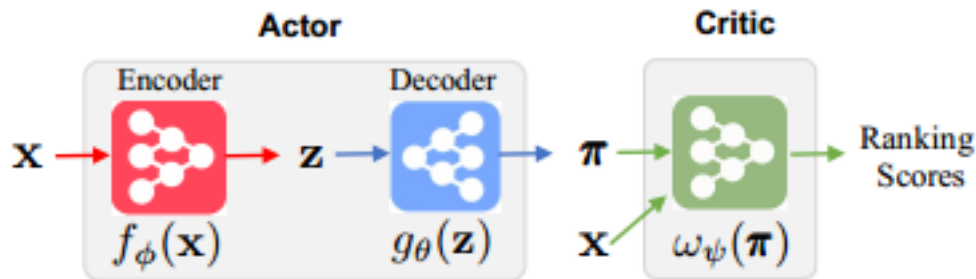 Actor
Critic
Encoder
Decoder
x
z
π
Ranking
Scores
x
f_ϕ(x)
g_θ(z)
ω_ψ(π)